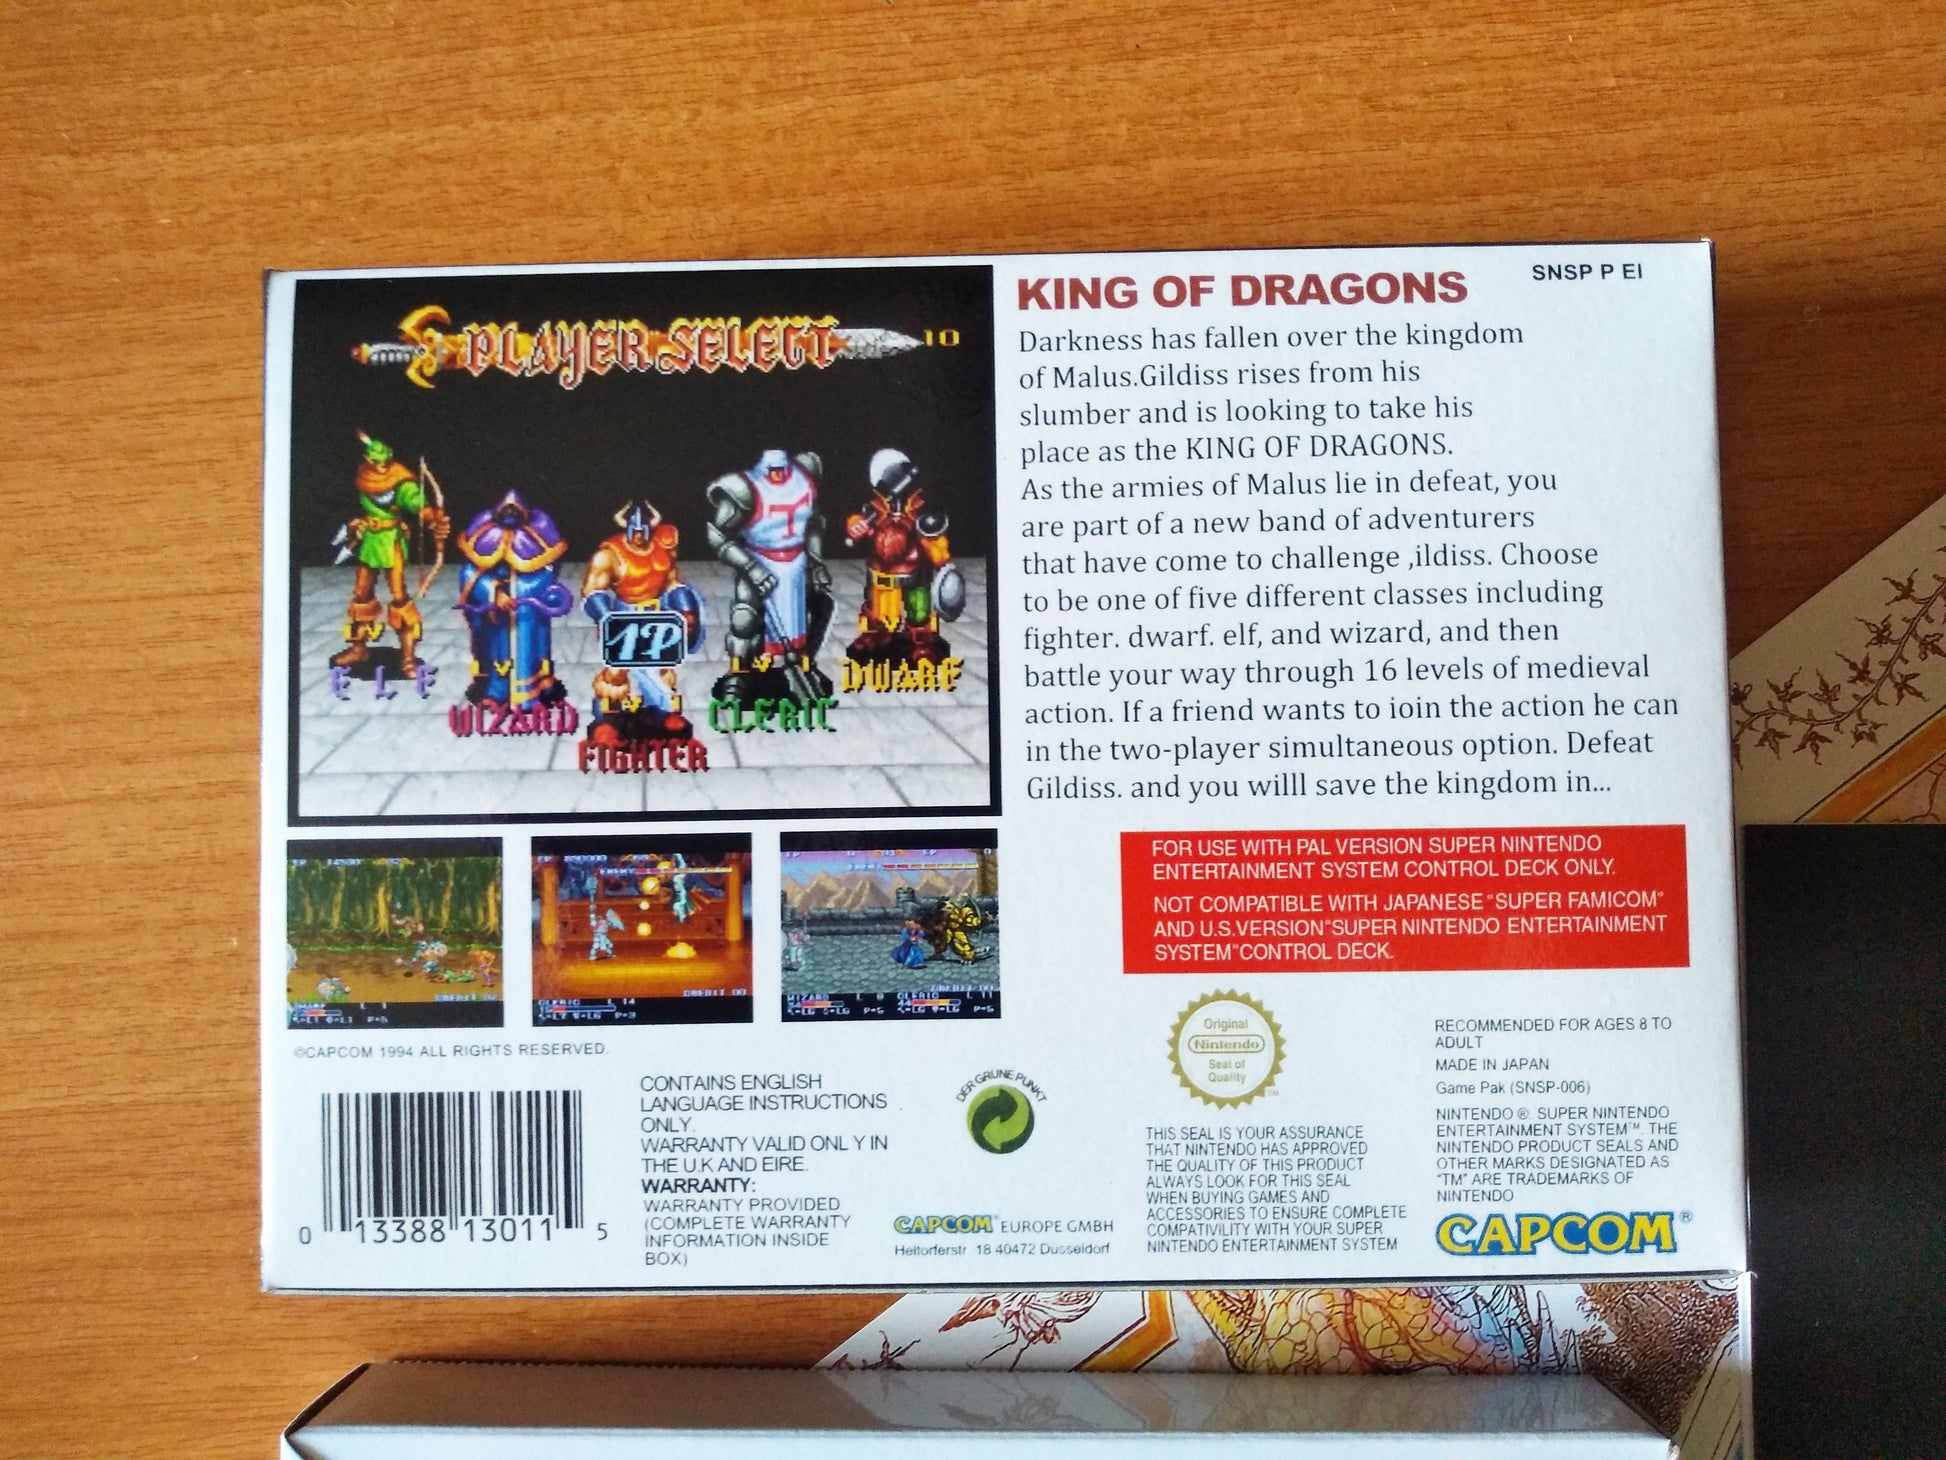 PLAYER SELECT 10
ELF
WIZARD
1P
FIGHTER
CLERIC
DWARF
KING OF DRAGONS
SNSP P EI
Darkness has fallen over the kingdom
of Malus.Gildiss rises from his
slumber and is looking to take his
place as the KING OF DRAGONS.
As the armies of Malus lie in defeat, you
are part of a new band of adventurers
that have come to challenge ,ildiss. Choose
to be one of five different classes including
fighter. dwarf. elf, and wizard, and then
battle your way through 16 levels of medieval
action. If a friend wants to ioin the action he can
in the two-player simultaneous option. Defeat
Gildiss. and you willl save the kingdom in...
FOR USE WITH PAL VERSION SUPER NINTENDO
ENTERTAINMENT SYSTEM CONTROL DECK ONLY.
NOT COMPATIBLE WITH JAPANESE "SUPER FAMICOM"
AND U.S.VERSION"SUPER NINTENDO ENTERTAINMENT
SYSTEM"CONTROL DECK.
©CAPCOM 1994 ALL RIGHTS RESERVED.
0 13388 13011 5
CONTAINS ENGLISH
LANGUAGE INSTRUCTIONS
ONLY.
WARRANTY VALID ONL Y IN
THE U.K AND EIRE.
WARRANTY:
WARRANTY PROVIDED
(COMPLETE WARRANTY
INFORMATION INSIDE
BOX)
DER GRUNE PUNKT
CAPCOM EUROPE GMBH
Heltorferstr. 18 40472 Dusseldorf
Original
Nintendo
Seal of
Quality
TM
THIS SEAL IS YOUR ASSURANCE
THAT NINTENDO HAS APPROVED
THE QUALITY OF THIS PRODUCT
ALWAYS LOOK FOR THIS SEAL
WHEN BUYING GAMES AND
ACCESSORIES TO ENSURE COMPLETE
COMPATIVILITY WITH YOUR SUPER
NINTENDO ENTERTAINMENT SYSTEM
RECOMMENDED FOR AGES 8 TO
ADULT
MADE IN JAPAN
Game Pak (SNSP-006)
NINTENDO ®. SUPER NINTENDO
ENTERTAINMENT SYSTEM™. THE
NINTENDO PRODUCT SEALS AND
OTHER MARKS DESIGNATED AS
"TM" ARE TRADEMARKS OF
NINTENDO
CAPCOM®